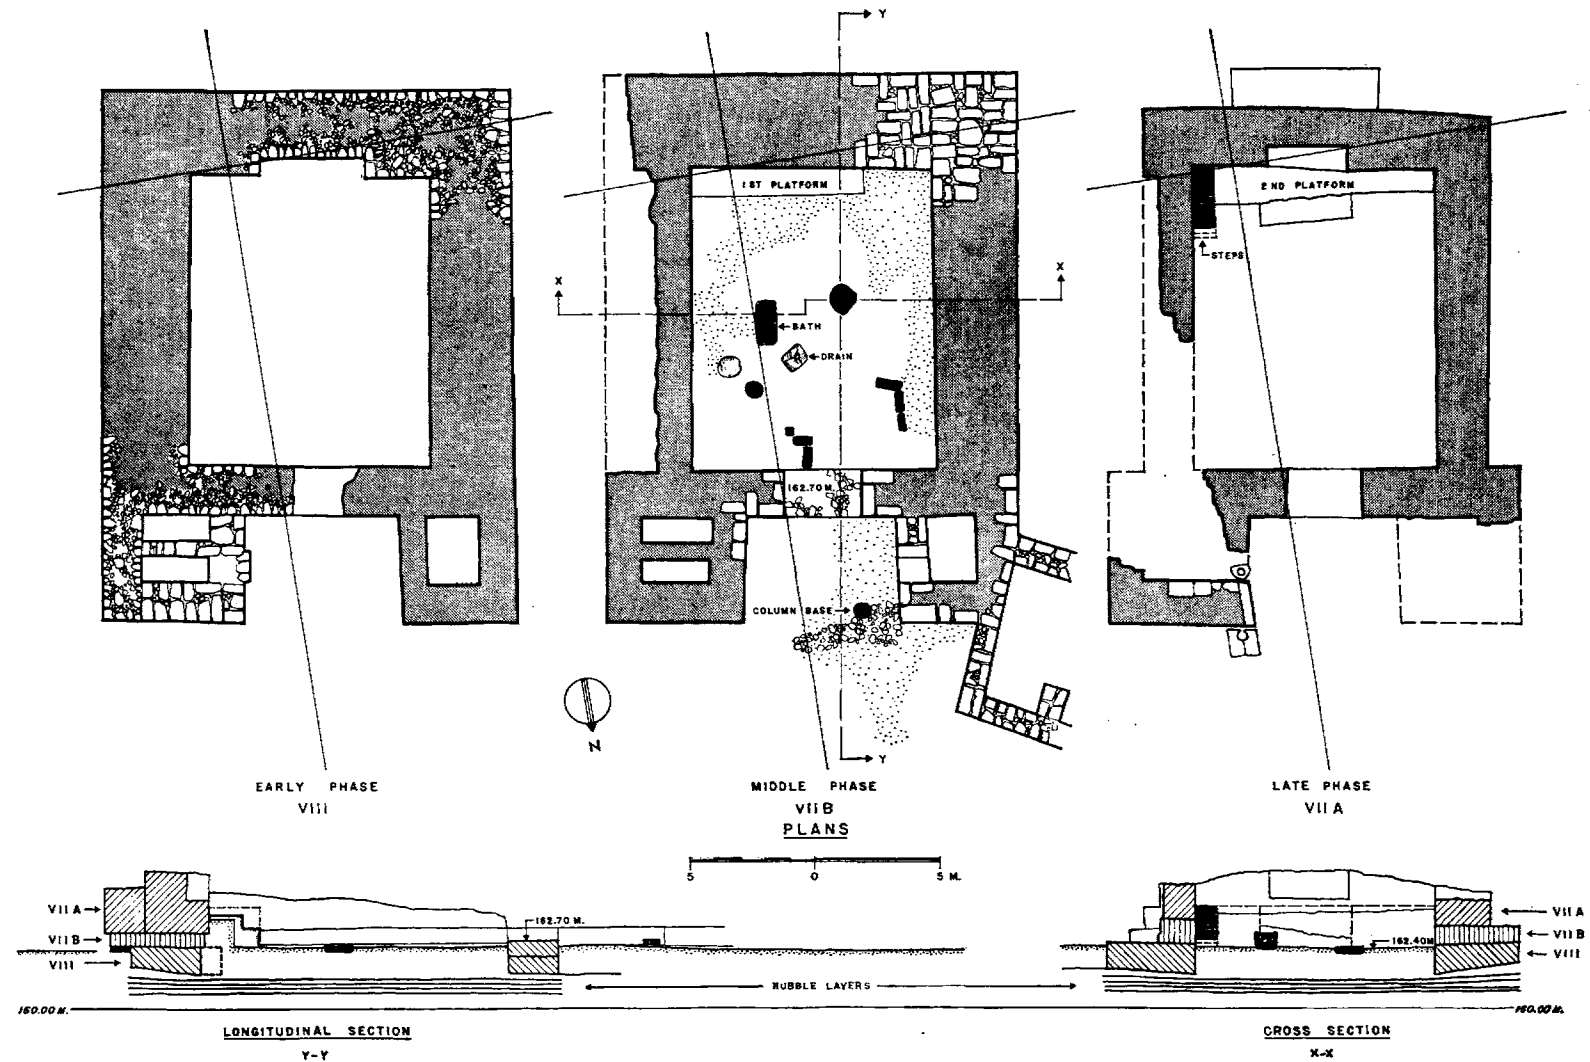 Y
1ST PLATFORM
2ND PLATFORM
STEPS
X
X
BATH
DRAIN
162.70 M.
COLUMN BASE
N
Y
EARLY PHASE
VIII
MIDDLE PHASE
VII B
LATE PHASE
VII A
PLANS
5 0 5 M.
VII A
VII B
VIII
162.70 M.
162.40M
VII A
VII B
VIII
RUBBLE LAYERS
160.00 M.
160.00 M.
LONGITUDINAL SECTION
Y-Y
CROSS SECTION
X-X